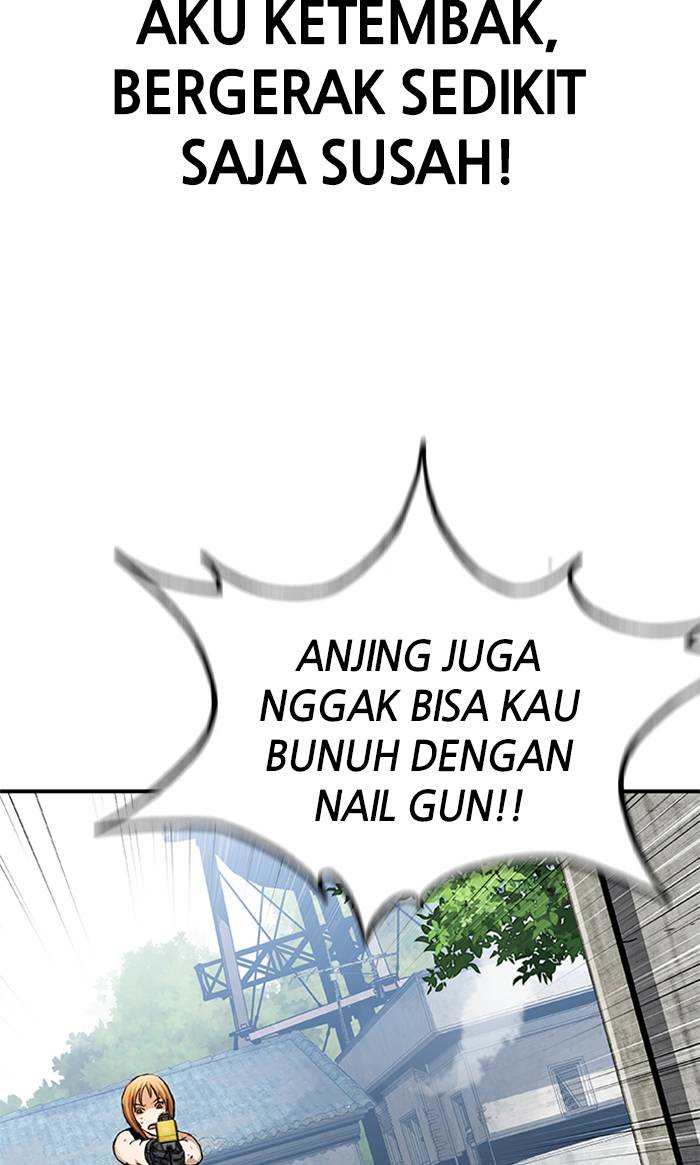 AKU KETEMBAK,
BERGERAK SEDIKIT
SAJA SUSAH!
ANJING JUGA
NGGAK BISA KAU
BUNUH DENGAN
NAIL GUN!!